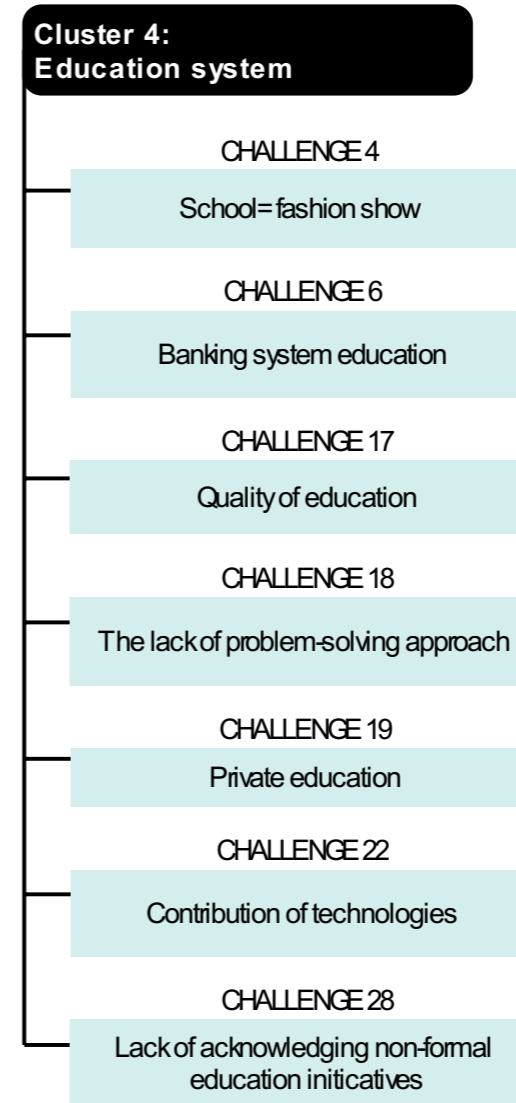 Cluster 4:
Education system
CHALLENGE 4
School= fashion show
CHALLENGE 6
Banking system education
CHALLENGE 17
Quality of education
CHALLENGE 18
The lack of problem-solving approach
CHALLENGE 19
Private education
CHALLENGE 22
Contribution of technologies
CHALLENGE 28
Lack of acknowledging non-formal
education initicatives